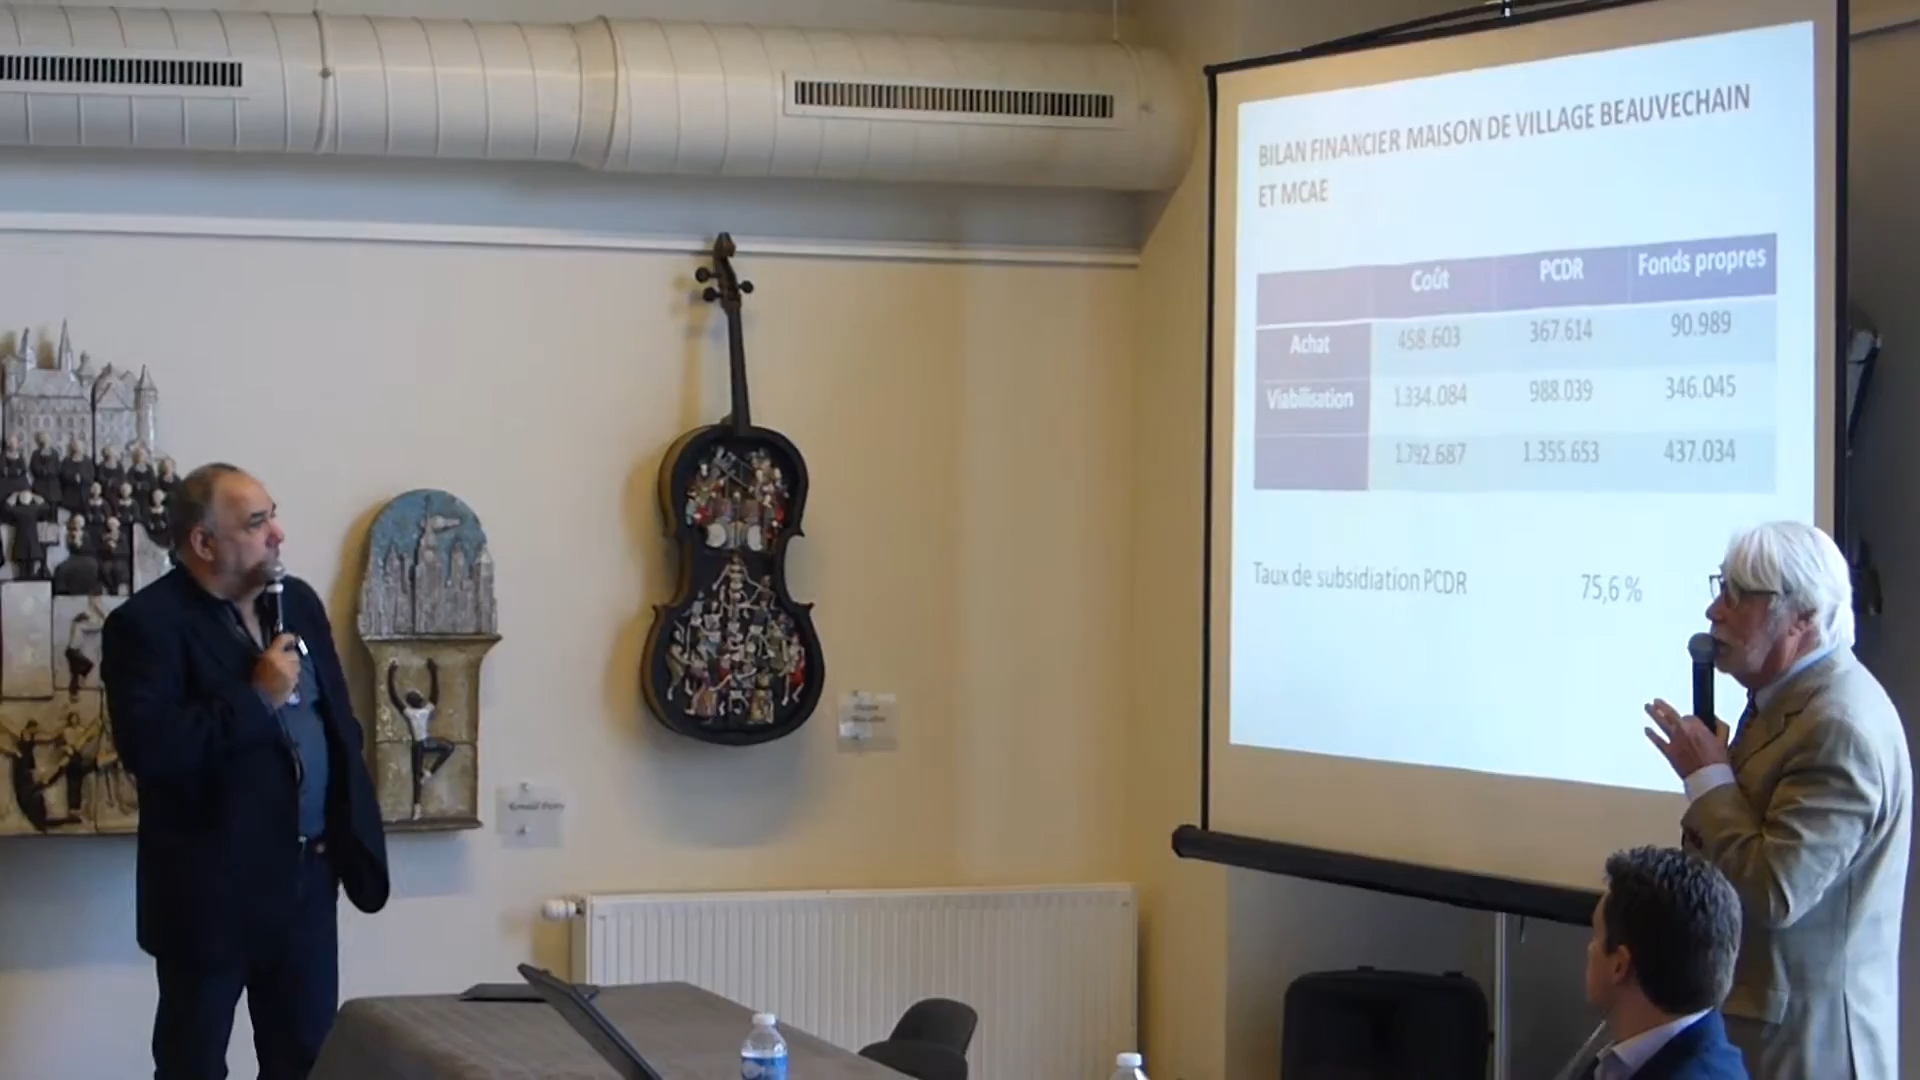 BILAN FINANCIER MAISON DE VILLAGE BEAUVECHAIN
ET MCAE
Coût PCDR Fonds propres
Achat 458.603 367.614 90.989
Viabilisation 1.334.084 988.039 346.045
1.792.687 1.355.653 437.034
Taux de subsidiation PCDR 75,6 %